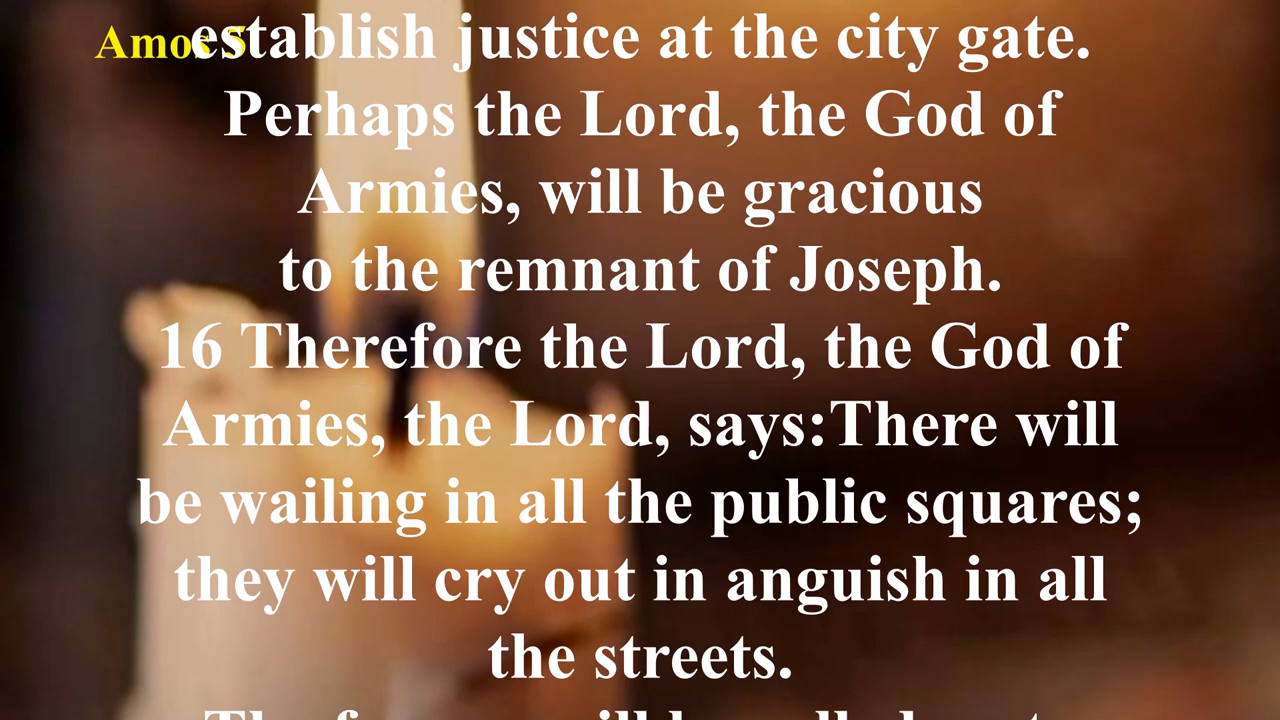 Amos 5
establish justice at the city gate.
Perhaps the Lord, the God of
Armies, will be gracious
to the remnant of Joseph.
16 Therefore the Lord, the God of
Armies, the Lord, says:There will
be wailing in all the public squares;
they will cry out in anguish in all
the streets.